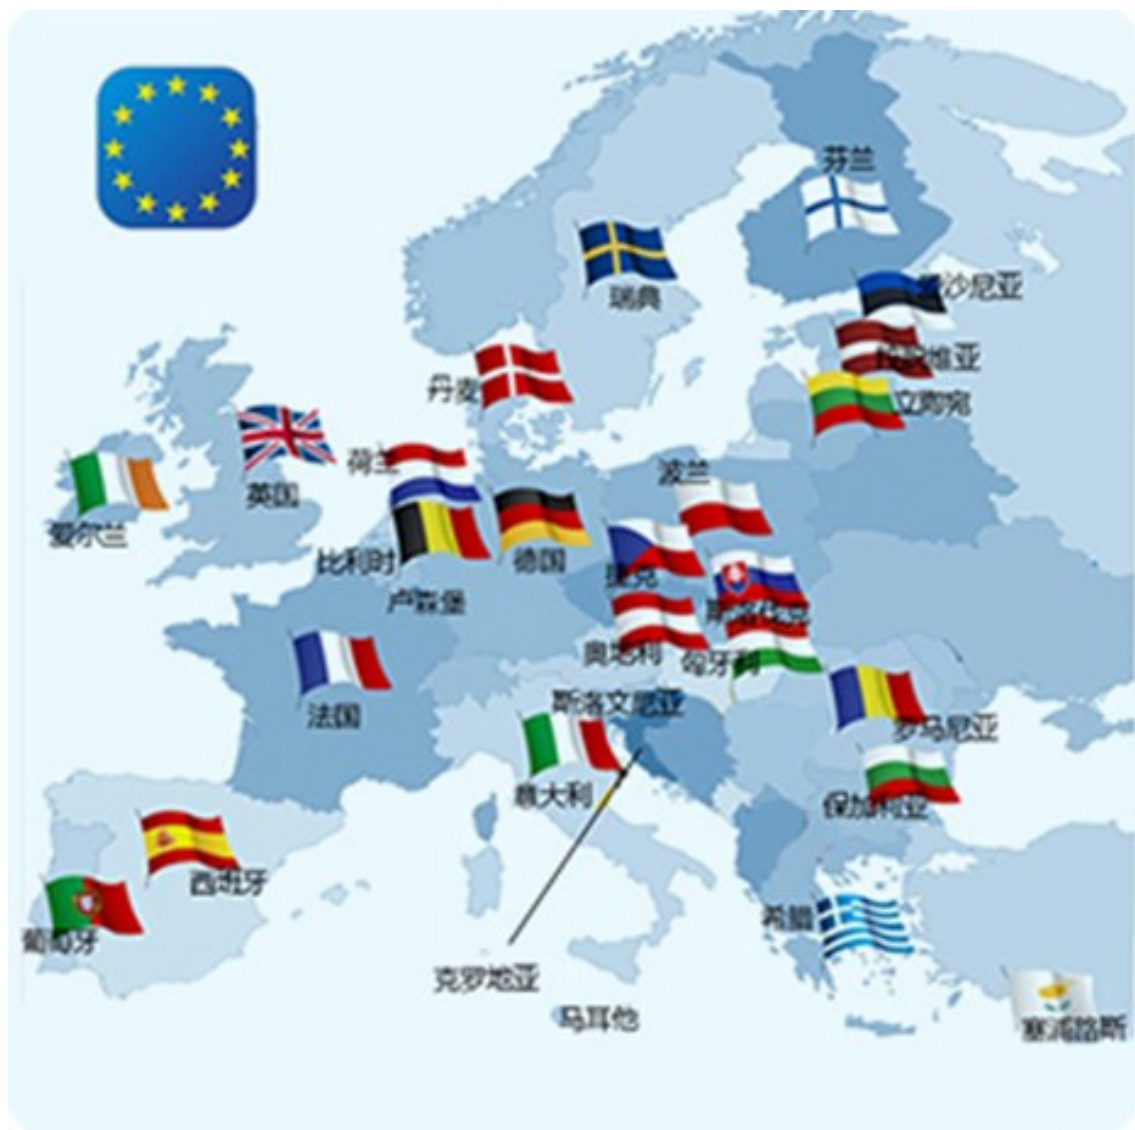 芬兰
瑞典
爱沙尼亚
拉脱维亚
丹麦
立陶宛
荷兰
波兰
英国
爱尔兰
比利时
德国
捷克
卢森堡
斯洛伐克
奥地利
匈牙利
斯洛文尼亚
法国
罗马尼亚
意大利
保加利亚
西班牙
希腊
葡萄牙
克罗地亚
马耳他
塞浦路斯